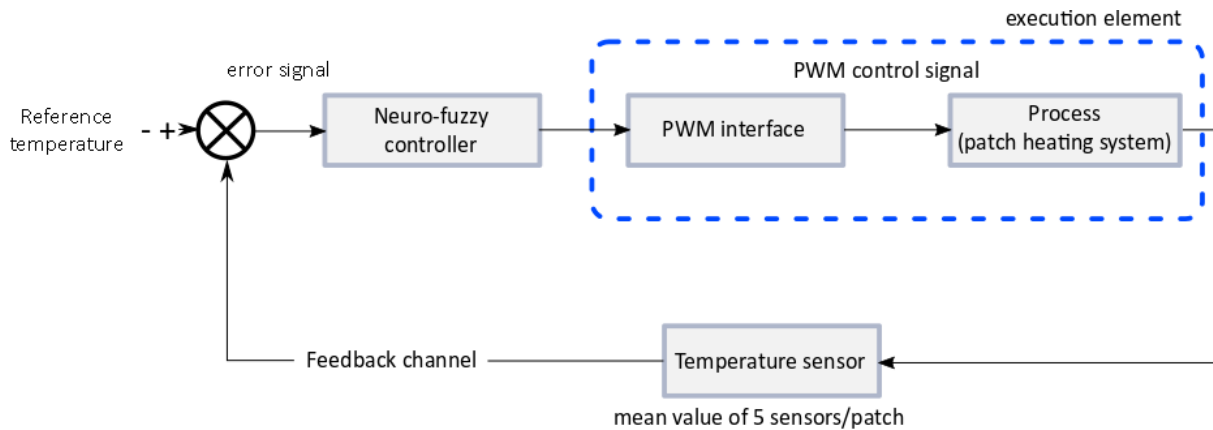 execution element
error signal
PWM control signal
Reference
temperature
- +
Neuro-fuzzy
controller
PWM interface
Process
(patch heating system)
Feedback channel
Temperature sensor
mean value of 5 sensors/patch